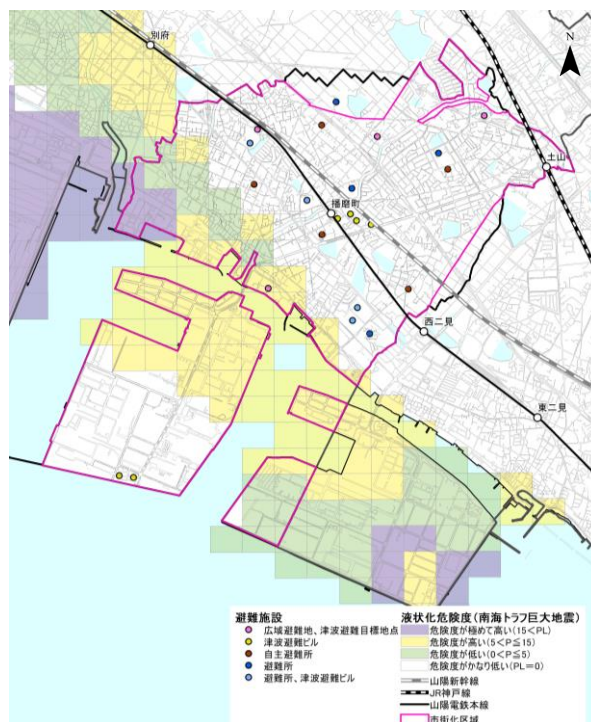 別府
土山
播磨町
西二見
東二見
避難施設
広域避難地、津波避難目標地点
津波避難ビル
自主避難所
避難所
避難所、津波避難ビル
液状化危険度(南海トラフ巨大地震)
危険度が極めて高い(15<PL)
危険度が高い(5<P≦15)
危険度が低い(0<P≦5)
危険度がかなり低い(PL=0)
山陽新幹線
JR神戸線
山陽電鉄本線
市街化区域
N